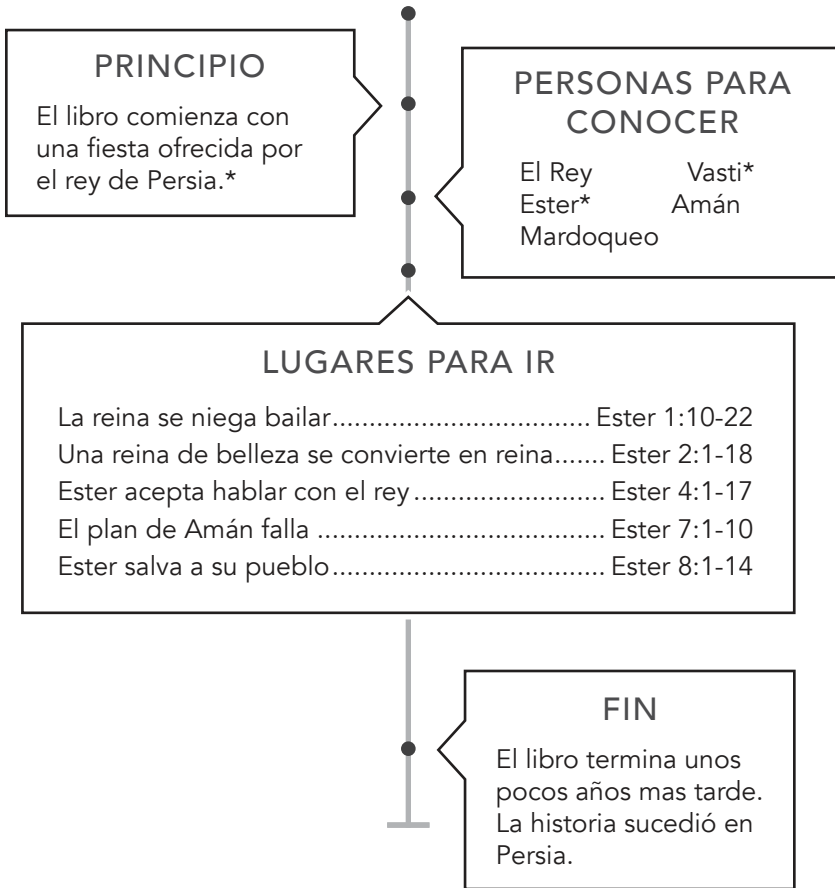 PRINCIPIO
El libro comienza con
una fiesta ofrecida por
el rey de Persia.*
PERSONAS PARA
CONOCER
El Rey Vasti*
Ester* Amán
Mardoqueo
LUGARES PARA IR
La reina se niega bailar................................... Ester 1:10-22
Una reina de belleza se convierte en reina....... Ester 2:1-18
Ester acepta hablar con el rey.......................... Ester 4:1-17
El plan de Amán falla ....................................... Ester 7:1-10
Ester salva a su pueblo..................................... Ester 8:1-14
FIN
El libro termina unos
pocos años mas tarde.
La historia sucedió en
Persia.